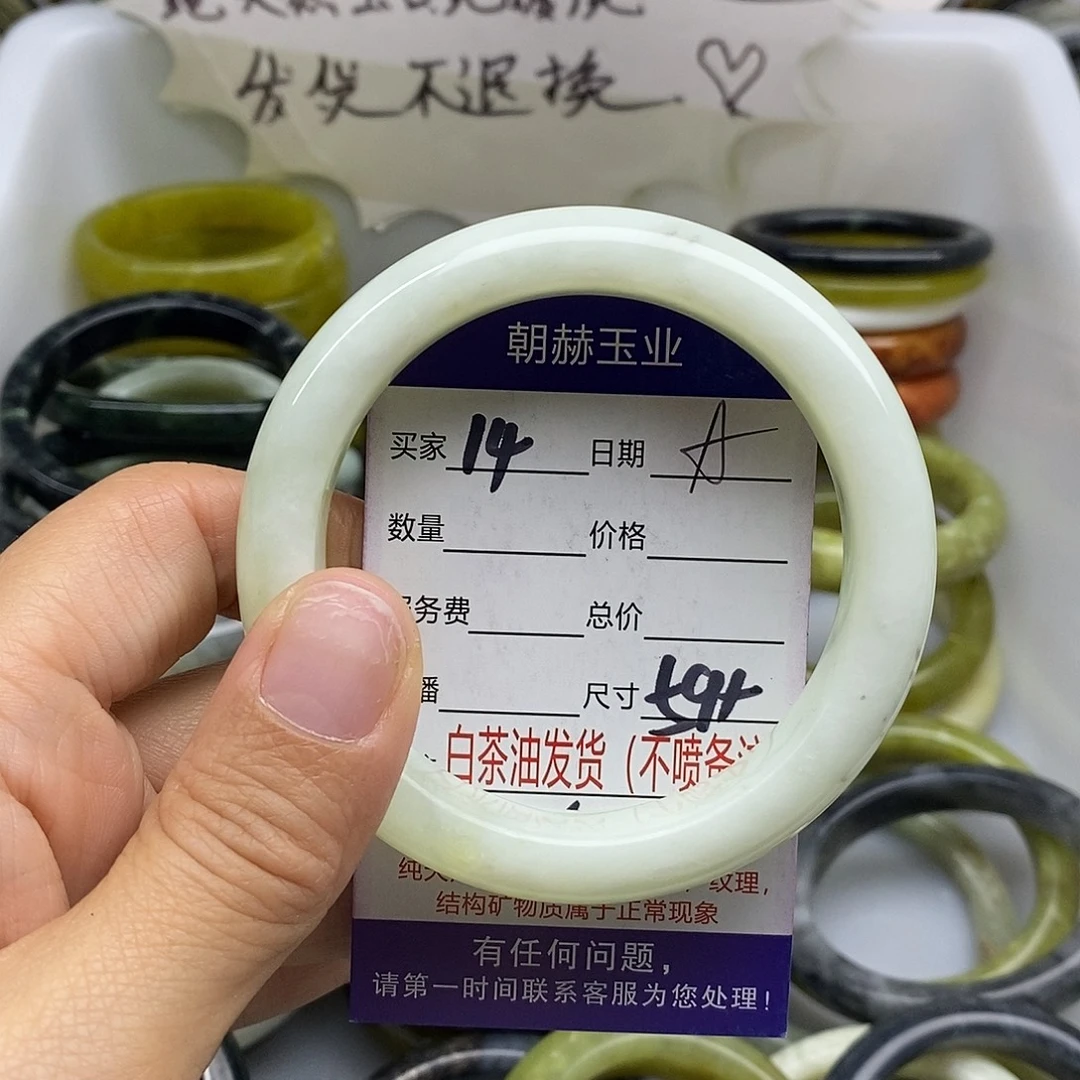 发货不退换
朝赫玉业
买家 14 日期
数量 价格
务费 总价
播 尺寸
白茶油发货（不喷
纹理，
结构矿物质属于正常现象
有任何问题，
请第一时间联系客服为您处理！